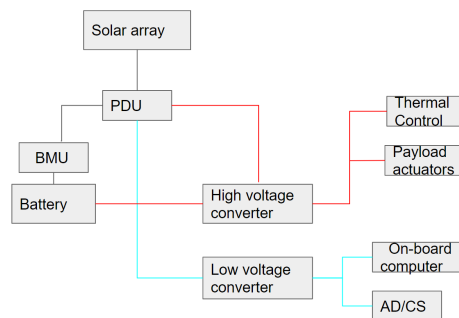 Solar array
PDU
Thermal
Control
BMU
Payload
actuators
Battery
High voltage
converter
On-board
computer
Low voltage
converter
AD/CS